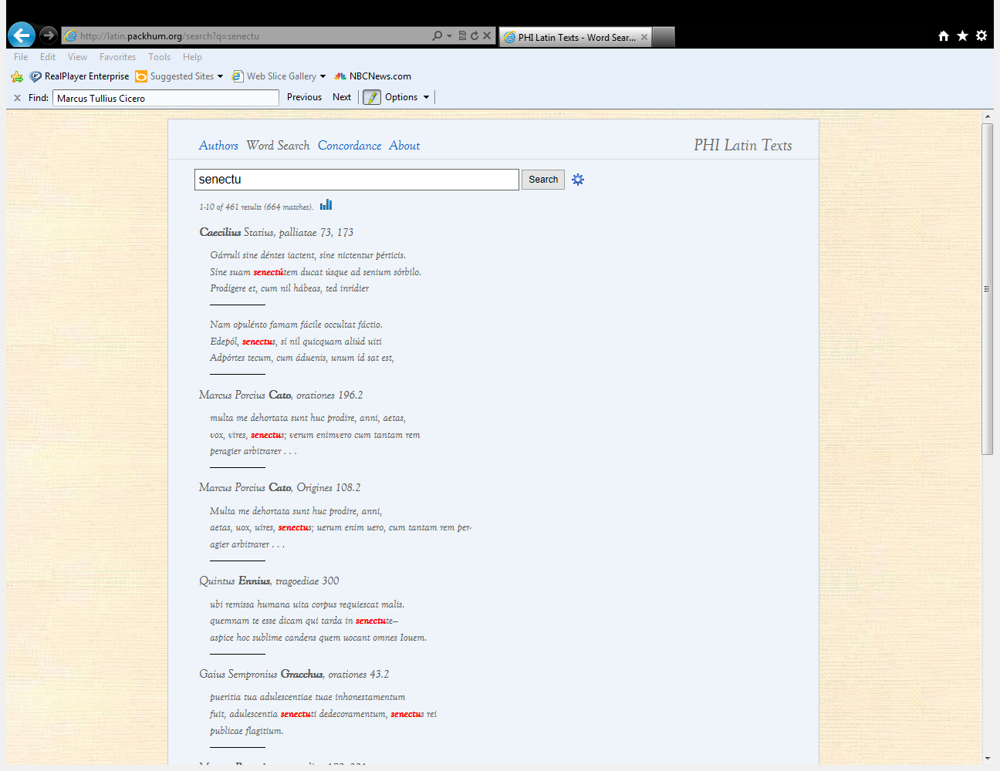 http://latin.packhum.org/search?q=senectu
PHI Latin Texts - Word Sear...
File Edit View Favorites Tools Help
RealPlayer Enterprise Suggested Sites Web Slice Gallery NBCNews.com
Find: Marcus Tullius Cicero Previous Next Options
Authors Word Search Concordance About PHI Latin Texts
senectu Search
1-10 of 461 results (664 matches).
Caecilius Statius, palliatae 73, 173
Gárruli sine déntes iactent, síne nictentur pérticis.
Síne suam senectútem ducat úsque ad senium sórbilo.
Prodígere et, cum nil hábeas, ted inrídier
Nam opulénto famam fácile occultat fáctio.
Edepól, senectus, sí nil quicquam aliúd uiti
Adpórtes tecum, cum áduenis, unum íd sat est,
Marcus Porcius Cato, orationes 196.2
multa me dehortata sunt huc prodire, anni, aetas,
vox, vires, senectus; verum enimvero cum tantam rem
peragier arbitrarer . . .
Marcus Porcius Cato, Origines 108.2
Multa me dehortata sunt huc prodire, anni,
aetas, uox, uires, senectus; uerum enim uero, cum tantam rem per-
agier arbitrarer . . .
Quintus Ennius, tragoediae 300
ubi remissa humana uita corpus requiescat malis.
quemnam te esse dicam qui tarda in senectute—
aspice hoc sublime candens quem uocant omnes Iouem.
Gaius Sempronius Gracchus, orationes 43.2
pueritia tua adulescentiae tuae inhonestamentum
fuit, adulescentia senectuti dedecoramentum, senectus rei
publicae flagitium.